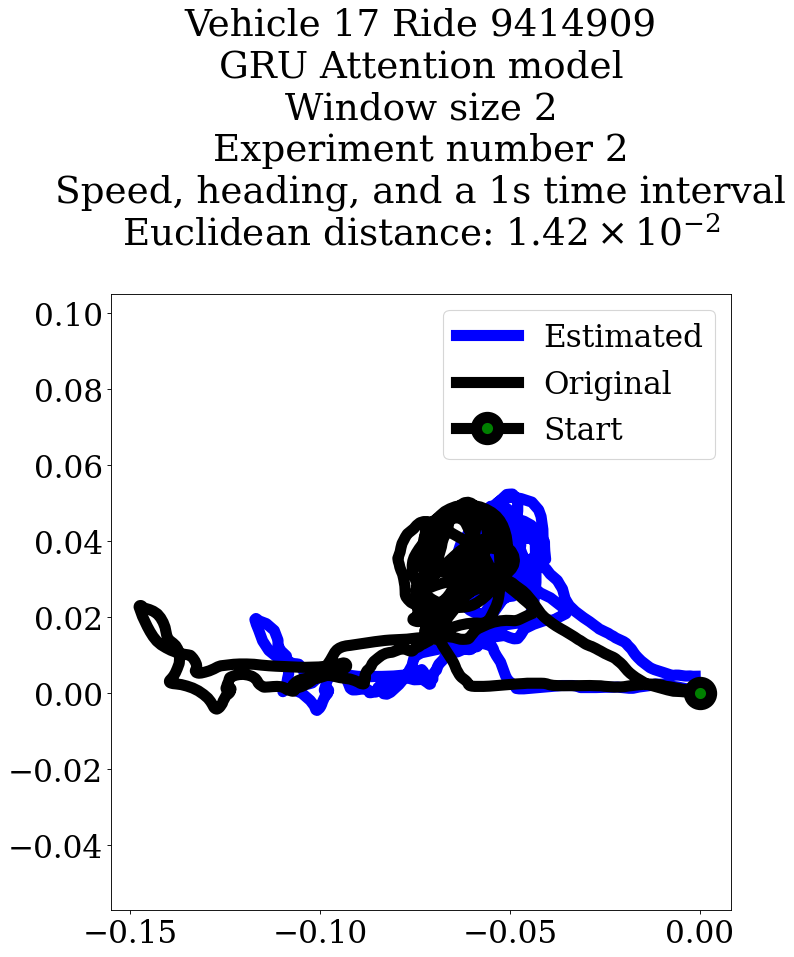 Vehicle 17 Ride 9414909
GRU Attention model
Window size 2
Experiment number 2
Speed, heading, and a 1s time interval
Euclidean distance: 1.42 × 10⁻²
Estimated
Original
Start
0.10
0.08
0.06
0.04
0.02
0.00
−0.02
−0.04
−0.15 −0.10 −0.05 0.00